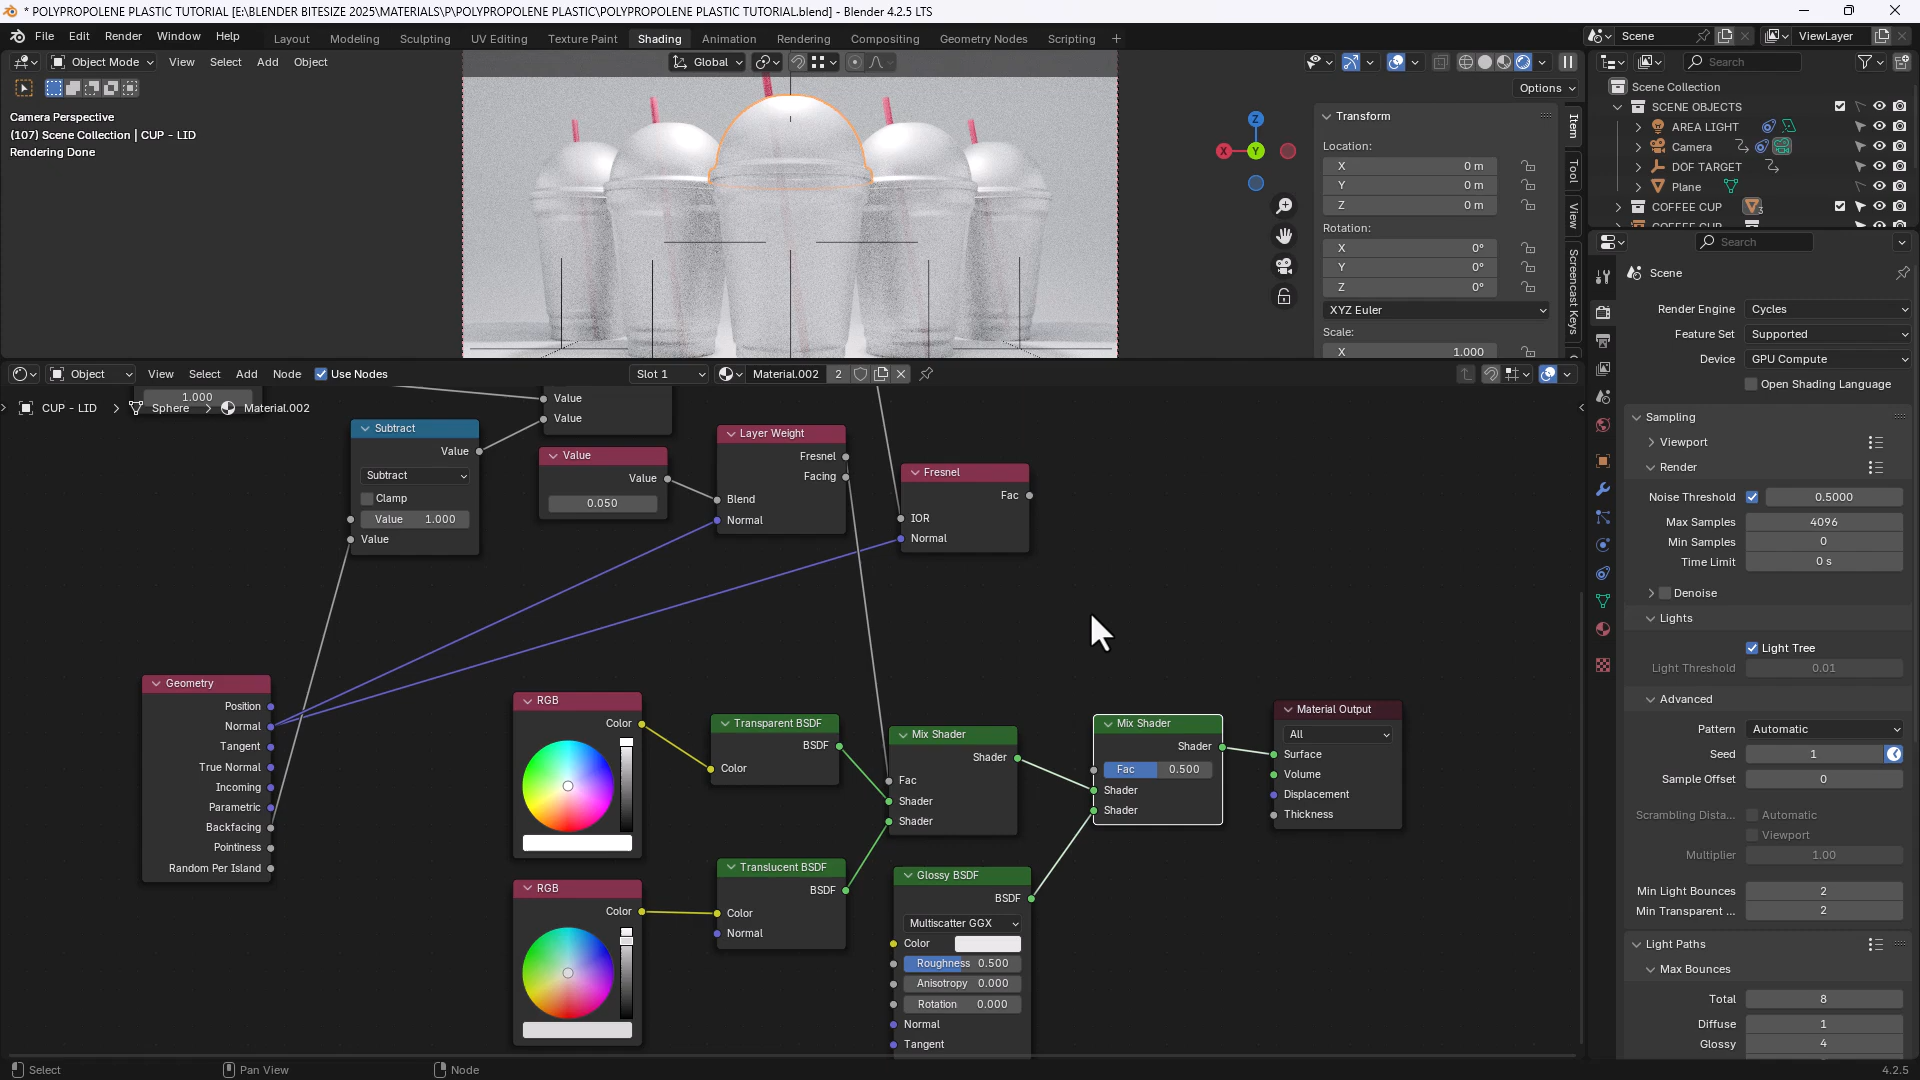 * POLYPROPOLENE PLASTIC TUTORIAL [E:\BLENDER BITESIZE 2025\MATERIALS\P\POLYPROPOLENE PLASTIC\POLYPROPOLENE PLASTIC TUTORIAL.blend] - Blender 4.2.5 LTS
File Edit Render Window Help Layout Modeling Sculpting UV Editing Texture Paint Shading Animation Rendering Compositing Geometry Nodes Scripting + Scene ViewLayer
Object Mode View Select Add Object Global Search
Options
Camera Perspective
(107) Scene Collection | CUP - LID
Rendering Done
Z
X
Y
Transform
Location:
X 0 m
Y 0 m
Z 0 m
Rotation:
X 0°
Y 0°
Z 0°
XYZ Euler
Scale:
X 1.000
Item
Tool
View
Screencast Keys
Scene Collection
SCENE OBJECTS
AREA LIGHT
Camera
DOF TARGET
Plane
COFFEE CUP
3
Search
Scene
Render Engine Cycles
Feature Set Supported
Device GPU Compute
Open Shading Language
Sampling
Viewport
Render
Noise Threshold 0.5000
Max Samples 4096
Min Samples 0
Time Limit 0 s
Denoise
Lights
Light Tree
Light Threshold 0.01
Advanced
Pattern Automatic
Seed 1
Sample Offset 0
Scrambling Dista... Automatic
Viewport
Multiplier 1.00
Min Light Bounces 2
Min Transparent ... 2
Light Paths
Max Bounces
Total 8
Diffuse 1
Glossy 4
Object View Select Add Node Use Nodes Slot 1 Material.002 2
CUP - LID > Sphere > Material.002
1.000
Value
Value
Subtract
Value
Subtract
Clamp
Value 1.000
Value
Value
Value
0.050
Layer Weight
Fresnel
Facing
Blend
Normal
Fresnel
Fac
IOR
Normal
Geometry
Position
Normal
Tangent
True Normal
Incoming
Parametric
Backfacing
Pointiness
Random Per Island
RGB
Color
RGB
Color
Transparent BSDF
BSDF
Color
Translucent BSDF
BSDF
Color
Normal
Mix Shader
Shader
Fac
Shader
Shader
Glossy BSDF
BSDF
Multiscatter GGX
Color
Roughness 0.500
Anisotropy 0.000
Rotation 0.000
Normal
Tangent
Mix Shader
Shader
Fac 0.500
Shader
Shader
Material Output
All
Surface
Volume
Displacement
Thickness
Select Pan View Node 4.2.5